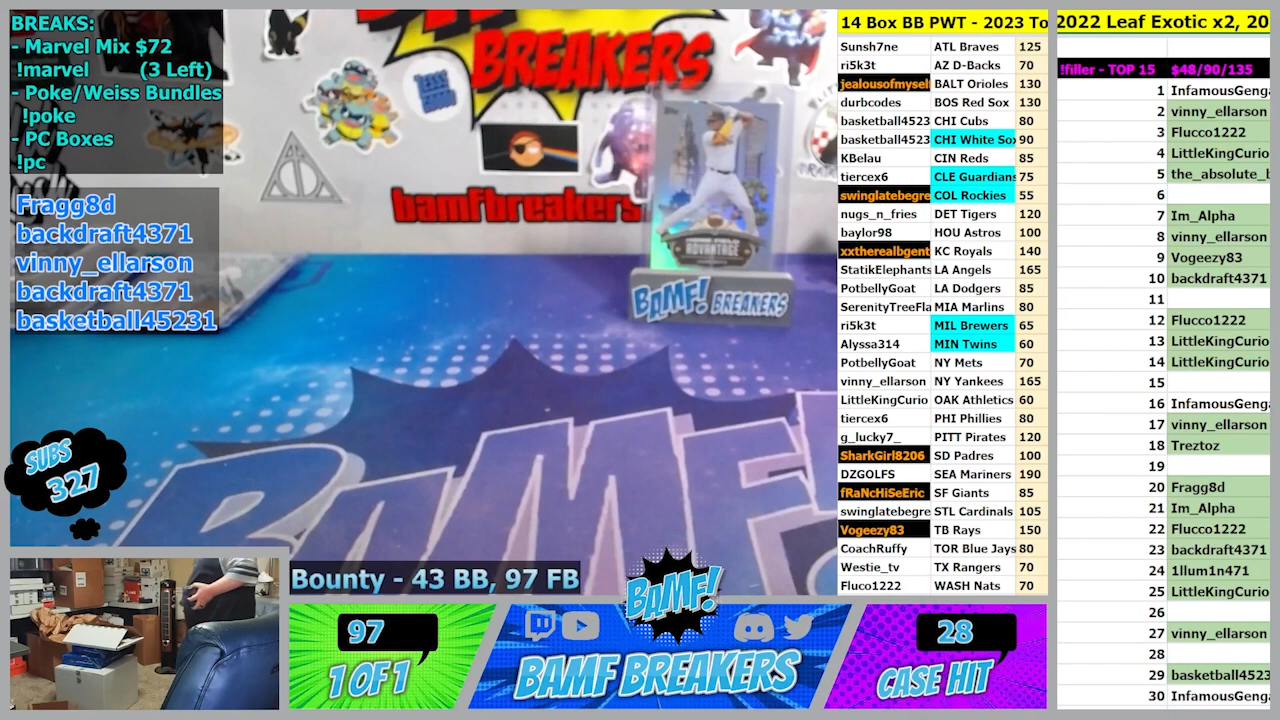 BREAKS:
- Marvel Mix $72
!marvel (3 Left)
- Poke/Weiss Bundles
!poke
- PC Boxes
!pc
Fragg8d
backdraft4371
vinny_ellarson
backdraft4371
basketball45231
SUBS
327
BREAKERS
bamfbreakers
HOME FIELD
ADVANTAGE
BAMF! BREAKERS
BAMF!
Bounty - 43 BB, 97 FB
97
1 OF 1
BAMF!
BAMF BREAKERS
28
CASE HIT
14 Box BB PWT - 2023 To
Sunsh7ne ATL Braves 125
ri5k3t AZ D-Backs 70
jealousofmysel BALT Orioles 130
durbcodes BOS Red Sox 130
basketball4523 CHI Cubs 80
basketball4523 CHI White Sox 90
KBelau CIN Reds 85
tiercex6 CLE Guardians 75
swinglatebegre COL Rockies 55
nugs_n_fries DET Tigers 120
baylor98 HOU Astros 100
xxtherealbgent KC Royals 140
StatikElephants LA Angels 165
PotbellyGoat LA Dodgers 85
SerenityTreeFla MIA Marlins 80
ri5k3t MIL Brewers 65
Alyssa314 MIN Twins 60
PotbellyGoat NY Mets 70
vinny_ellarson NY Yankees 165
LittleKingCurio OAK Athletics 60
tiercex6 PHI Phillies 80
g_lucky7_ PITT Pirates 120
SharkGirl8206 SD Padres 100
DZGOLFS SEA Mariners 190
fRaNcHiSeEric SF Giants 85
swinglatebegre STL Cardinals 105
Vogeezy83 TB Rays 150
CoachRuffy TOR Blue Jays 80
Westie_tv TX Rangers 70
Fluco1222 WASH Nats 70
2022 Leaf Exotic x2, 20
!filler - TOP 15 $48/90/135
1 InfamousGenga
2 vinny_ellarson
3 Flucco1222
4 LittleKingCurio
5 the_absolute_b
6
7 Im_Alpha
8 vinny_ellarson
9 Vogeezy83
10 backdraft4371
11
12 Flucco1222
13 LittleKingCurio
14 LittleKingCurio
15
16 InfamousGenga
17 vinny_ellarson
18 Treztoz
19
20 Fragg8d
21 Im_Alpha
22 Flucco1222
23 backdraft4371
24 1llum1n471
25 LittleKingCurio
26
27 vinny_ellarson
28
29 basketball4523
30 InfamousGenga